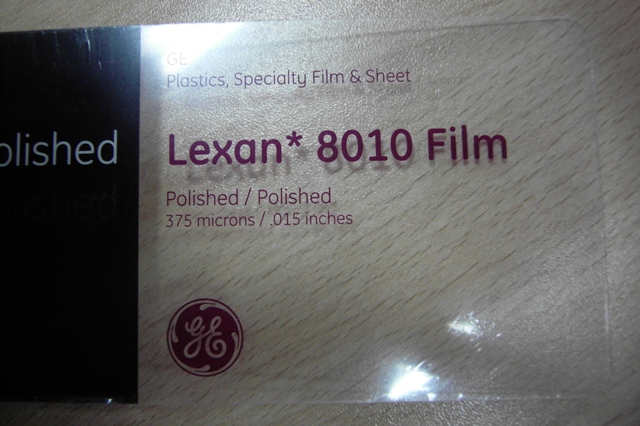 GE
Plastics, Specialty Film & Sheet
olished
Lexan* 8010 Film
Polished / Polished
375 microns / .015 inches
GE